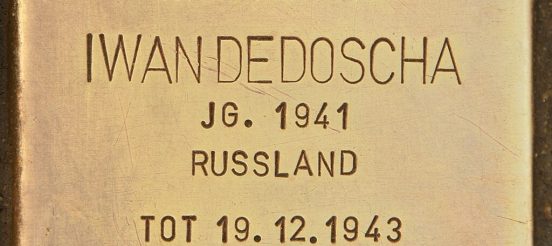 IWAN DEDOSCHA
JG. 1941
RUSSLAND
TOT 19.12.1943